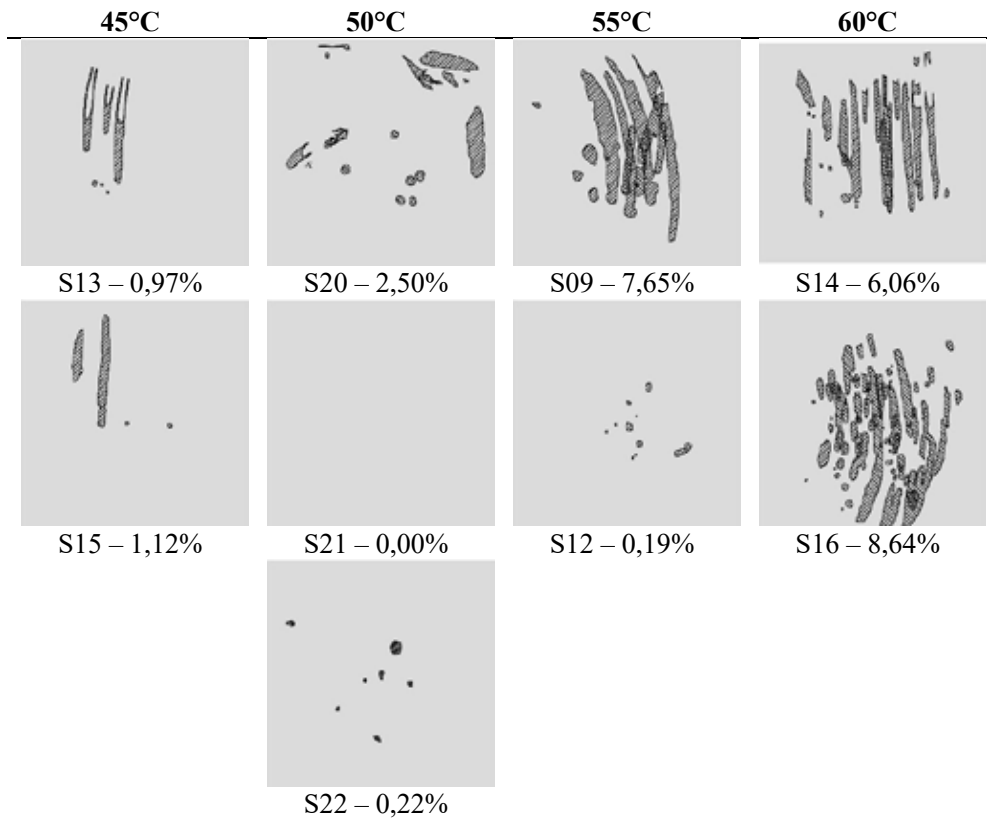 45°C 50°C 55°C 60°C
S13 – 0,97% S20 – 2,50% S09 – 7,65% S14 – 6,06%
S15 – 1,12% S21 – 0,00% S12 – 0,19% S16 – 8,64%
S22 – 0,22%